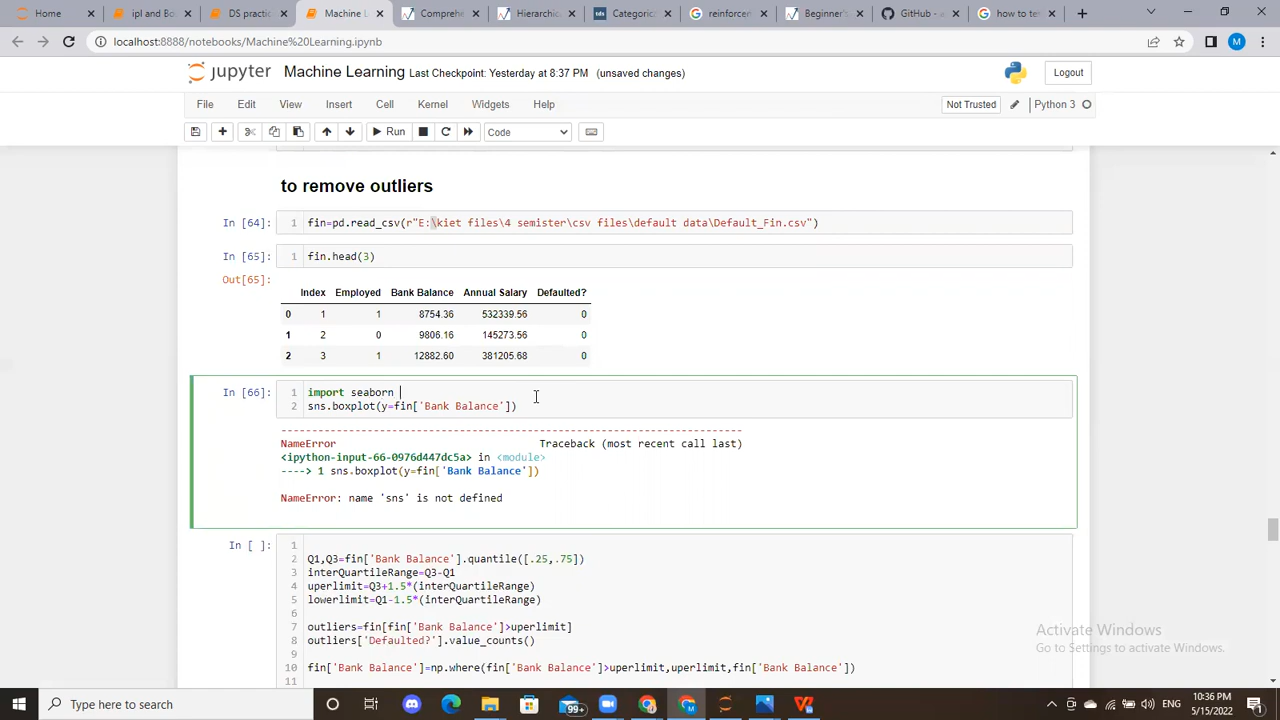 Home
ipl and Bo
DS practi
Machine L
Compreh
Hierarchi
tds
Categorica
reinforcem
Beginner's
GitHub - a
how to te
localhost:8888/notebooks/Machine%20Learning.ipynb
M
jupyter Machine Learning Last Checkpoint: Yesterday at 8:37 PM (unsaved changes)
Logout
File Edit View Insert Cell Kernel Widgets Help
Not Trusted
Python 3
Run
Code
to remove outliers
In [64]: 1 fin=pd.read_csv(r"E:\kiet files\4 semister\csv files\default data\Default_Fin.csv")
In [65]: 1 fin.head(3)
Out[65]:
Index Employed Bank Balance Annual Salary Defaulted?
0 1 1 8754.36 532339.56 0
1 2 0 9806.16 145273.56 0
2 3 1 12882.60 381205.68 0
In [66]: 1 import seaborn
2 sns.boxplot(y=fin['Bank Balance'])
---------------------------------------------------------------------------
NameError Traceback (most recent call last)
<ipython-input-66-0976d447dc5a> in <module>
----> 1 sns.boxplot(y=fin['Bank Balance'])
NameError: name 'sns' is not defined
In [ ]: 1
2 Q1,Q3=fin['Bank Balance'].quantile([.25,.75])
3 interQuartileRange=Q3-Q1
4 uperlimit=Q3+1.5*(interQuartileRange)
5 lowerlimit=Q1-1.5*(interQuartileRange)
6
7 outliers=fin[fin['Bank Balance']>uperlimit]
8 outliers['Defaulted?'].value_counts()
9
10 fin['Bank Balance']=np.where(fin['Bank Balance']>uperlimit,uperlimit,fin['Bank Balance'])
11
Activate Windows
Go to Settings to activate Windows.
Type here to search
99+
M
ENG
10:36 PM
5/15/2022
1